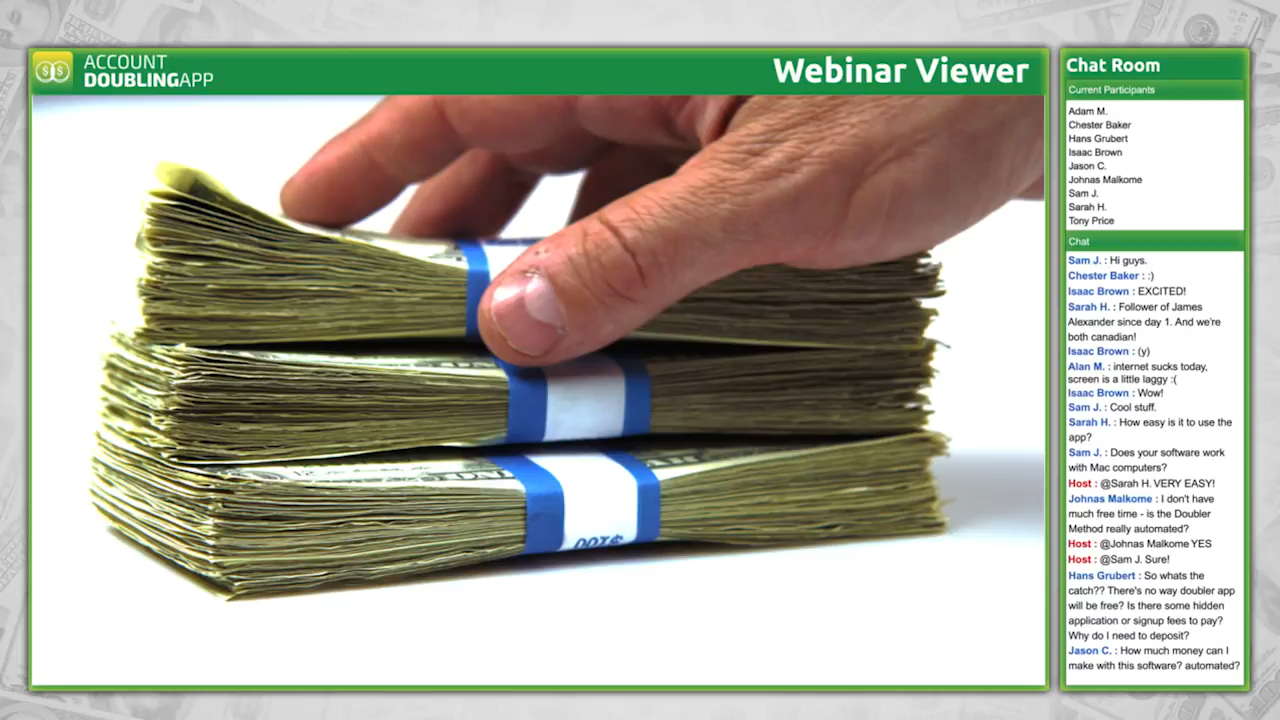 ACCOUNT
DOUBLINGAPP
Webinar Viewer
Chat Room
Current Participants
Adam M.
Chester Baker
Hans Grubert
Isaac Brown
Jason C.
Johnas Malkome
Sam J.
Sarah H.
Tony Price
Chat
Sam J. : Hi guys.
Chester Baker : :)
Isaac Brown : EXCITED!
Sarah H. : Follower of James
Alexander since day 1. And we're
both canadian!
Isaac Brown : (y)
Alan M. : internet sucks today,
screen is a little laggy :(
Isaac Brown : Wow!
Sam J. : Cool stuff.
Sarah H. : How easy is it to use the
app?
Sam J. : Does your software work
with Mac computers?
Host : @Sarah H. VERY EASY!
Johnas Malkome : I don't have
much free time - is the Doubler
Method really automated?
Host : @Johnas Malkome YES
Host : @Sam J. Sure!
Hans Grubert : So whats the
catch?? There's no way doubler app
will be free? Is there some hidden
application or signup fees to pay?
Why do I need to deposit?
Jason C. : How much money can I
make with this software? automated?